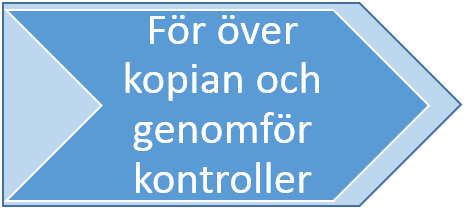 För över
kopian och
genomför
kontroller